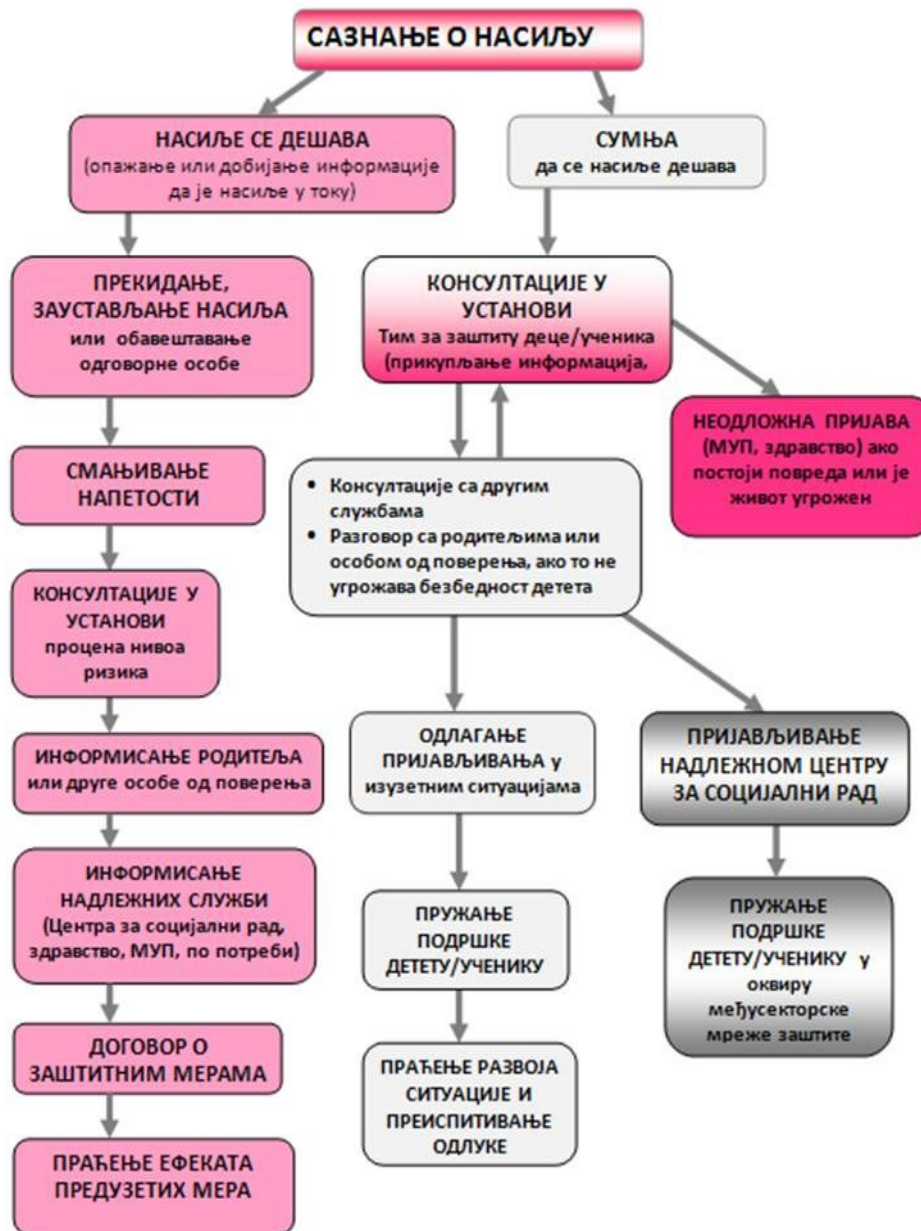 САЗНАЊЕ О НАСИЉУ
НАСИЉЕ СЕ ДЕШАВА
(опажање или добијање информације
да је насиље у току)
СУМЊА
да се насиље дешава
ПРЕКИДАЊЕ,
ЗАУСТАВЉАЊЕ НАСИЉА
или обавештавање
одговорне особе
КОНСУЛТАЦИЈЕ У
УСТАНОВИ
Тим за заштиту деце/ученика
(прикупљање информација,
НЕОДЛОЖНА ПРИЈАВА
(МУП, здравство) ако
постоји повреда или је
живот угрожен
СМАЊИВАЊЕ
НАПЕТОСТИ
• Консултације са другим
службама
• Разговор са родитељима или
особом од поверења, ако то не
угрожава безбедност детета
КОНСУЛТАЦИЈЕ У
УСТАНОВИ
процена нивоа
ризика
ИНФОРМИСАЊЕ РОДИТЕЉА
или друге особе од поверења
ОДЛАГАЊЕ
ПРИЈАВЉИВАЊА у
изузетним ситуацијама
ПРИЈАВЉИВАЊЕ
НАДЛЕЖНОМ ЦЕНТРУ
ЗА СОЦИЈАЛНИ РАД
ИНФОРМИСАЊЕ
НАДЛЕЖНИХ СЛУЖБИ
(Центра за социјални рад,
здравство, МУП, по потреби)
ПРУЖАЊЕ
ПОДРШКЕ
ДЕТЕТУ/УЧЕНИКУ
ПРУЖАЊЕ
ПОДРШКЕ
ДЕТЕТУ/УЧЕНИКУ у
оквиру
међусекторске
мреже заштите
ДОГОВОР О
ЗАШТИТНИМ МЕРАМА
ПРАЋЕЊЕ РАЗВОЈА
СИТУАЦИЈЕ И
ПРЕИСПИТИВАЊЕ
ОДЛУКЕ
ПРАЋЕЊЕ ЕФЕКАТА
ПРЕДУЗЕТИХ МЕРА